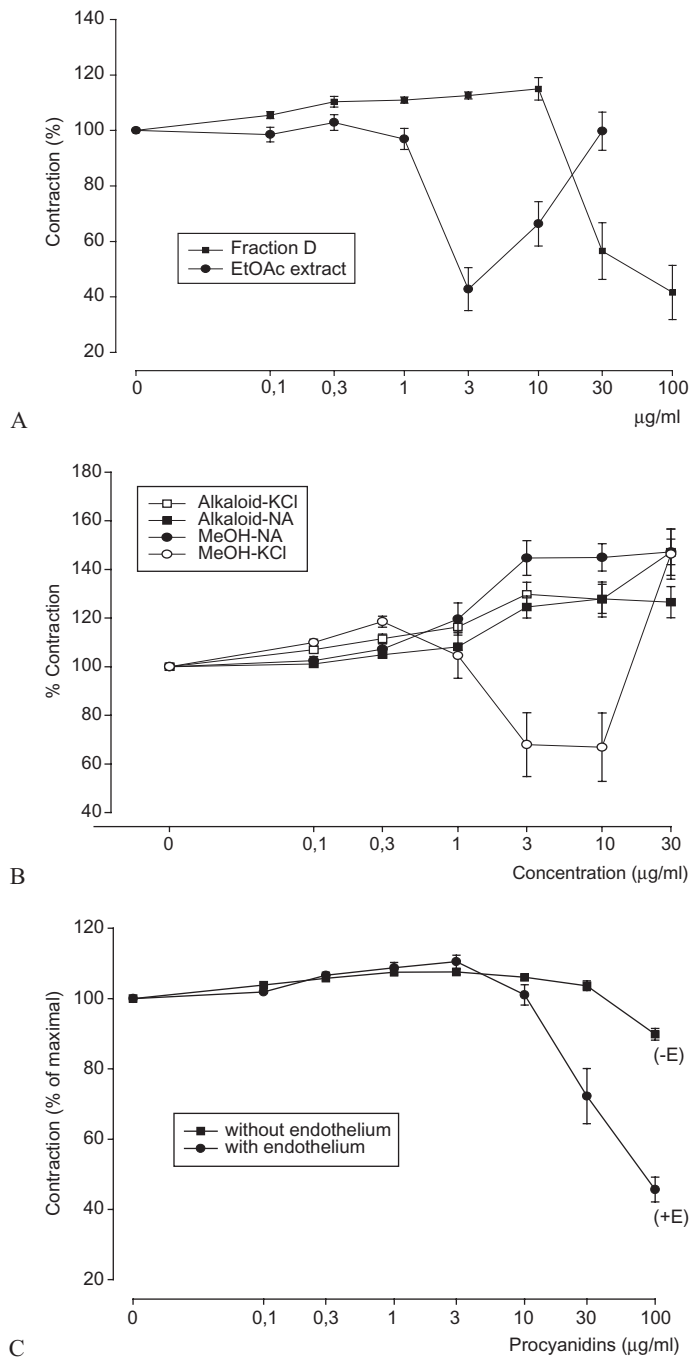 140
120
100
80
60
40
20
Contraction (%)
Fraction D
EtOAc extract
0 0,1 0,3 1 3 10 30 100
µg/ml
A
180
160
140
120
100
80
60
40
% Contraction
Alkaloid-KCl
Alkaloid-NA
MeOH-NA
MeOH-KCl
0 0,1 0,3 1 3 10 30
Concentration (µg/ml)
B
120
100
80
60
40
20
Contraction (% of maximal)
(-E)
without endothelium
with endothelium
(+E)
0 0,1 0,3 1 3 10 30 100
Procyanidins (µg/ml)
C